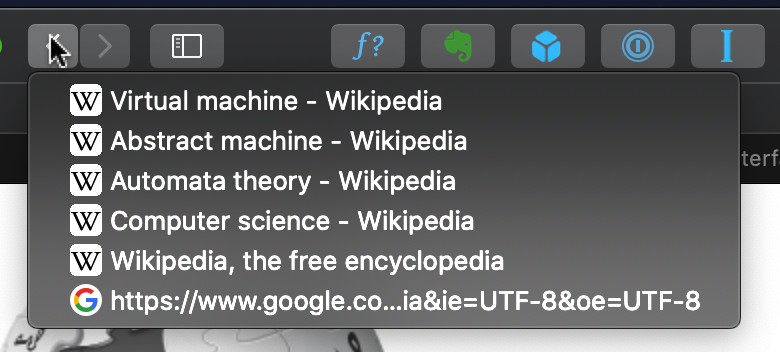 f?
W Virtual machine - Wikipedia
W Abstract machine - Wikipedia
W Automata theory - Wikipedia
W Computer science - Wikipedia
W Wikipedia, the free encyclopedia
G https://www.google.co...ia&ie=UTF-8&oe=UTF-8